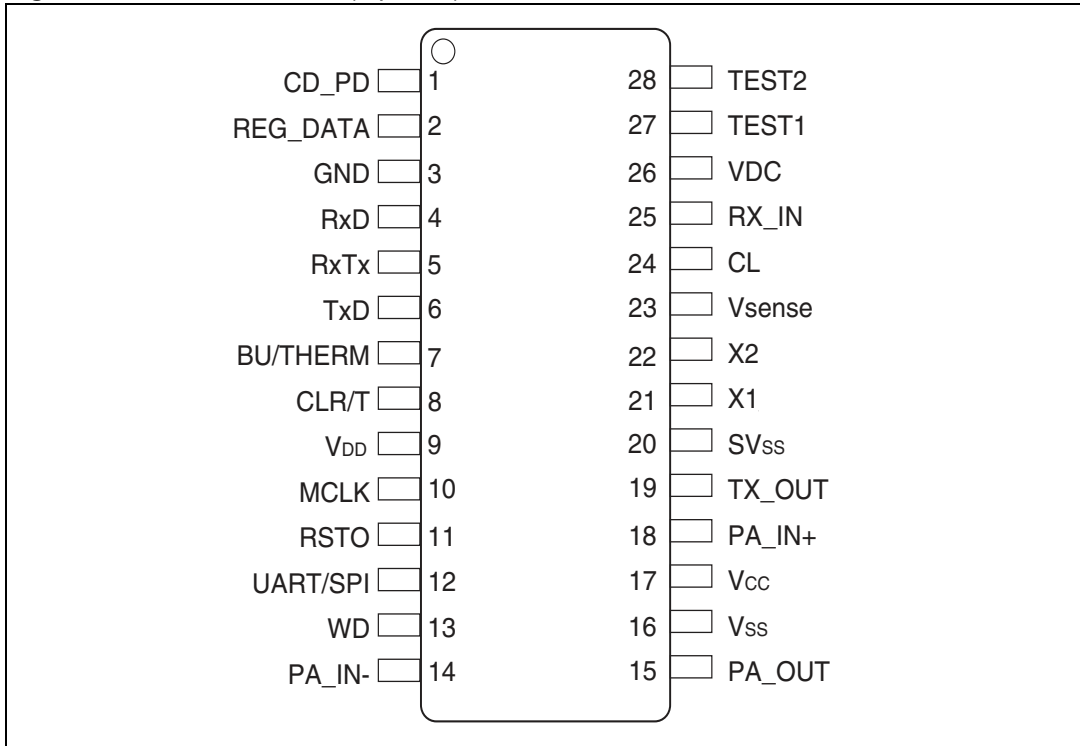 CD_PD 1 28 TEST2
REG_DATA 2 27 TEST1
GND 3 26 VDC
RxD 4 25 RX_IN
RxTx 5 24 CL
TxD 6 23 Vsense
BU/THERM 7 22 X2
CLR/T 8 21 X1
VDD 9 20 SVss
MCLK 10 19 TX_OUT
RSTO 11 18 PA_IN+
UART/SPI 12 17 Vcc
WD 13 16 Vss
PA_IN- 14 15 PA_OUT